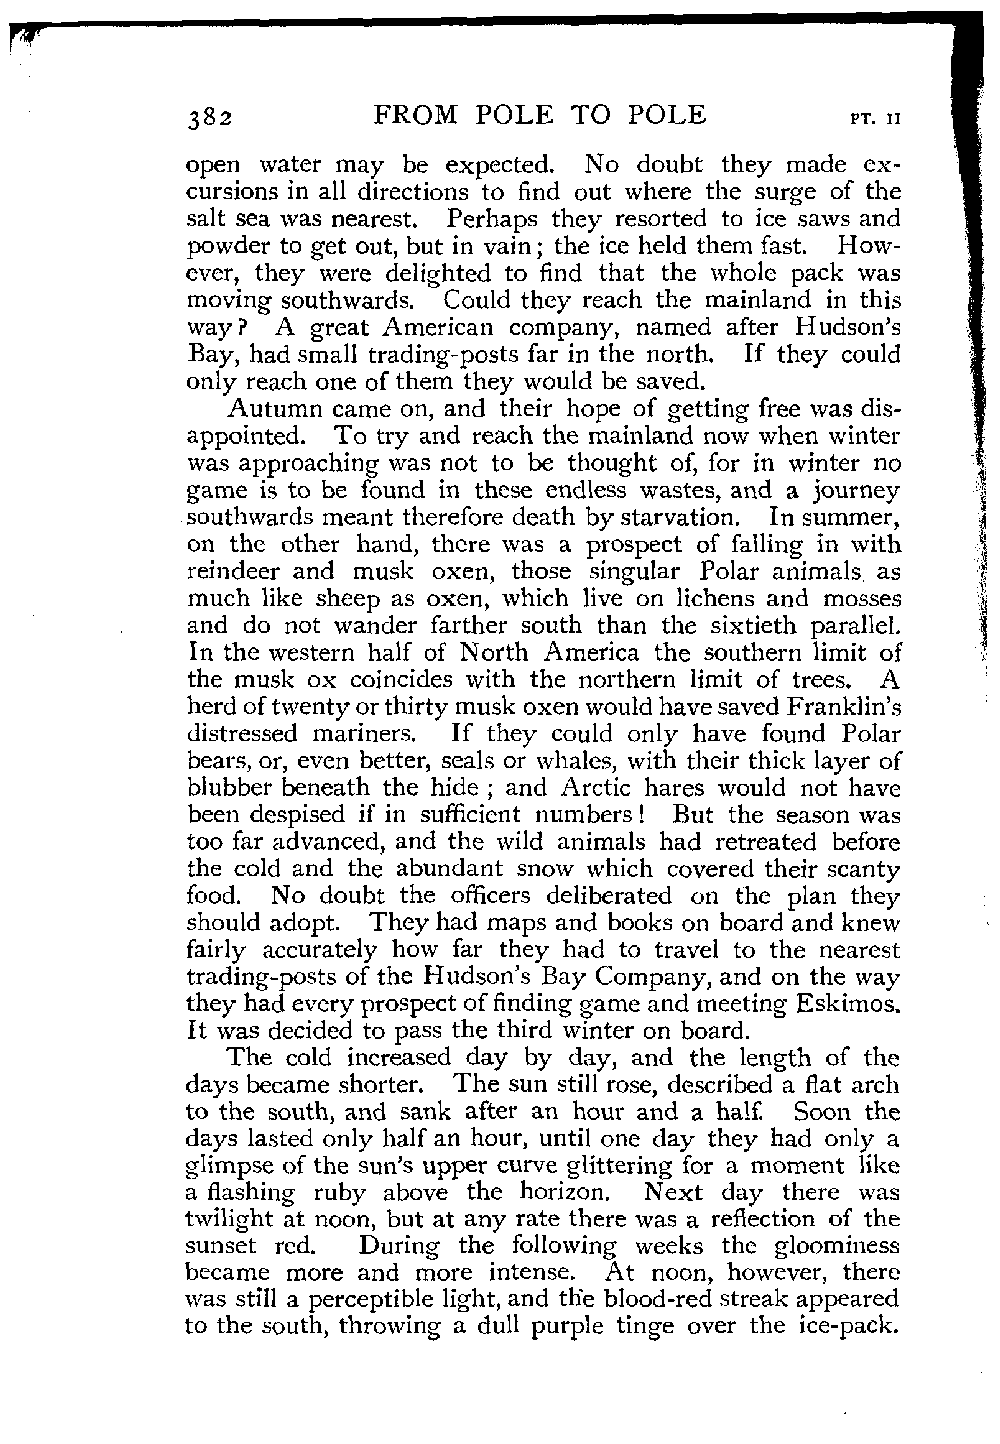 382 FROM POLE TO POLE PT. II
open water may be expected. No doubt they made ex-
cursions in all directions to find out where the surge of the
salt sea was nearest. Perhaps they resorted to ice saws and
powder to get out, but in vain; the ice held them fast. How-
ever, they were delighted to find that the whole pack was
moving southwards. Could they reach the mainland in this
way? A great American company, named after Hudson's
Bay, had small trading-posts far in the north. If they could
only reach one of them they would be saved.
Autumn came on, and their hope of getting free was dis-
appointed. To try and reach the mainland now when winter
was approaching was not to be thought of, for in winter no
game is to be found in these endless wastes, and a journey
southwards meant therefore death by starvation. In summer,
on the other hand, there was a prospect of falling in with
reindeer and musk oxen, those singular Polar animals as
much like sheep as oxen, which live on lichens and mosses
and do not wander farther south than the sixtieth parallel.
In the western half of North America the southern limit of
the musk ox coincides with the northern limit of trees. A
herd of twenty or thirty musk oxen would have saved Franklin's
distressed mariners. If they could only have found Polar
bears, or, even better, seals or whales, with their thick layer of
blubber beneath the hide; and Arctic hares would not have
been despised if in sufficient numbers! But the season was
too far advanced, and the wild animals had retreated before
the cold and the abundant snow which covered their scanty
food. No doubt the officers deliberated on the plan they
should adopt. They had maps and books on board and knew
fairly accurately how far they had to travel to the nearest
trading-posts of the Hudson's Bay Company, and on the way
they had every prospect of finding game and meeting Eskimos.
It was decided to pass the third winter on board.
The cold increased day by day, and the length of the
days became shorter. The sun still rose, described a flat arch
to the south, and sank after an hour and a half. Soon the
days lasted only half an hour, until one day they had only a
glimpse of the sun's upper curve glittering for a moment like
a flashing ruby above the horizon. Next day there was
twilight at noon, but at any rate there was a reflection of the
sunset red. During the following weeks the gloominess
became more and more intense. At noon, however, there
was still a perceptible light, and the blood-red streak appeared
to the south, throwing a dull purple tinge over the ice-pack.